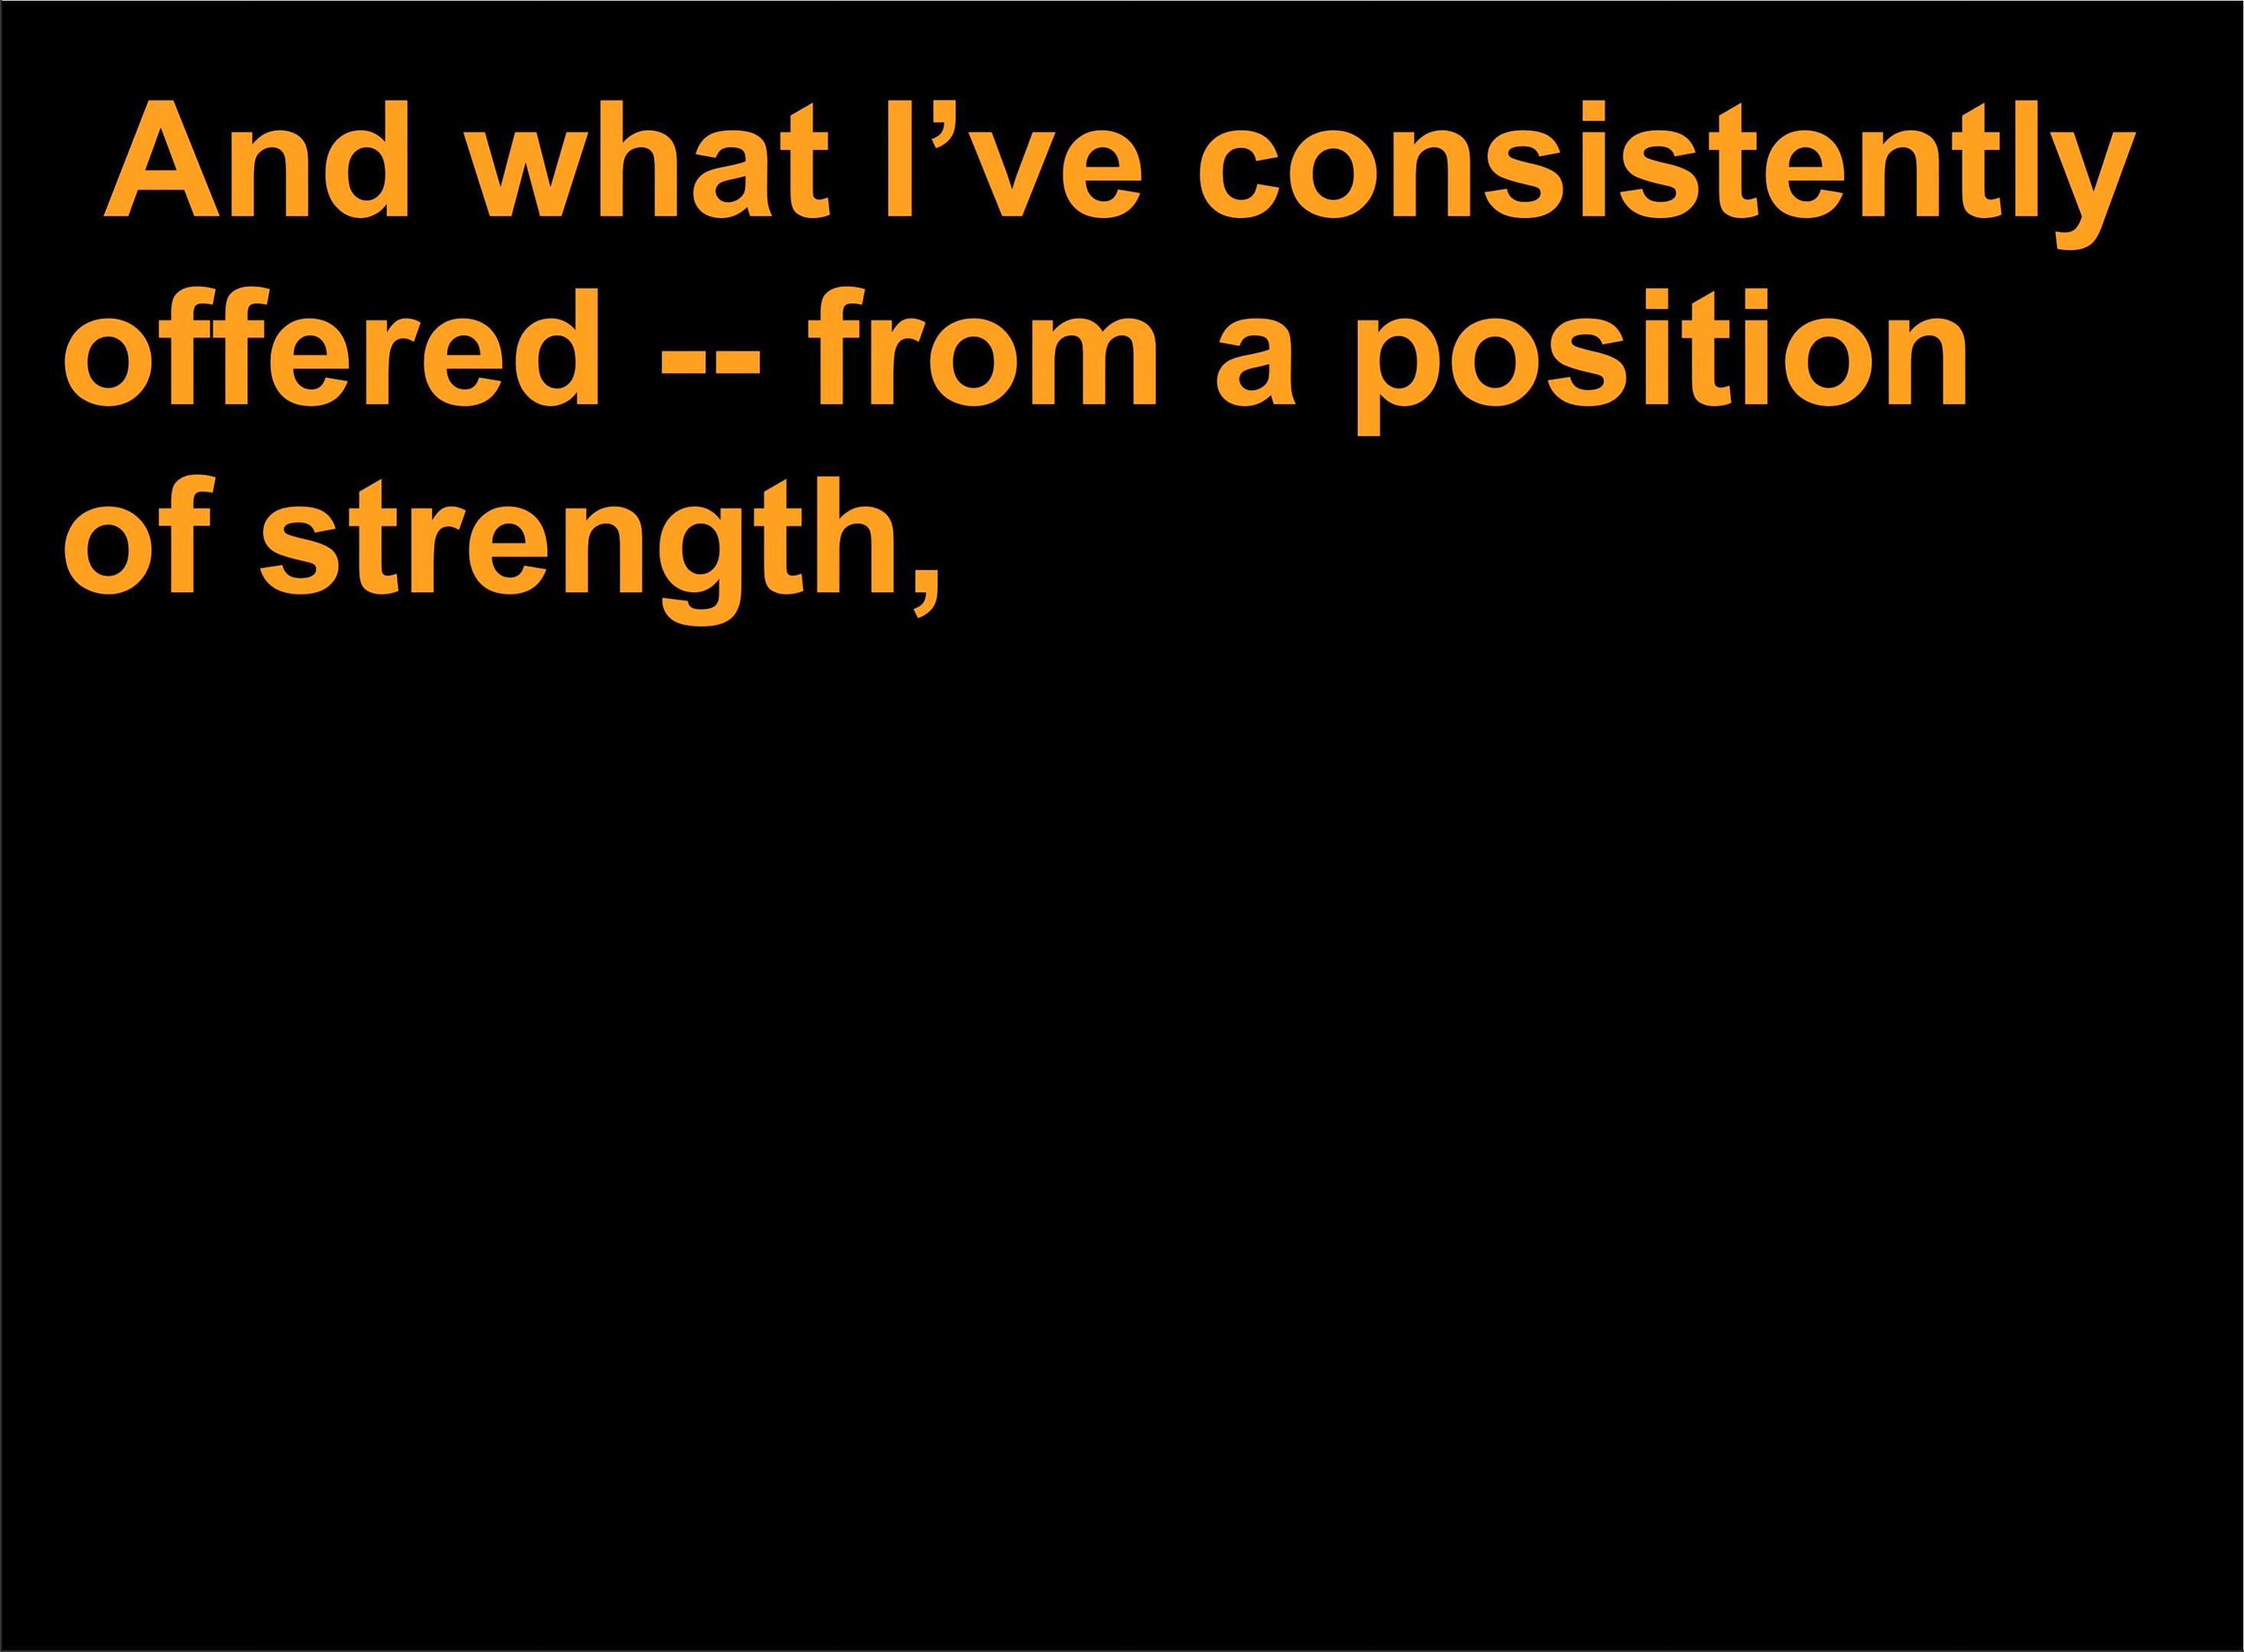 And what I’ve consistently
offered -- from a position
of strength,